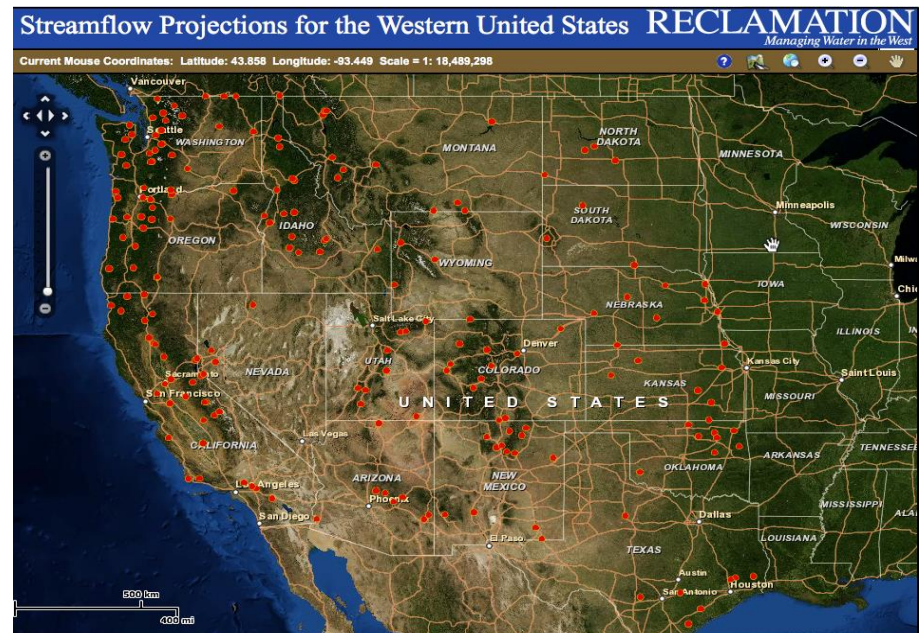 Streamflow Projections for the Western United States RECLAMATION
Managing Water in the West
Current Mouse Coordinates: Latitude: 43.858 Longitude: -93.449 Scale = 1: 18,489,298
?
Vancouver
Seattle
WASHINGTON
MONTANA
NORTH
DAKOTA
MINNESOTA
Portland
Minneapolis
SOUTH
DAKOTA
WISCONSIN
OREGON
IDAHO
WYOMING
Milwa
IOWA
Chic
NEBRASKA
Salt Lake City
ILLINOIS
IN
Denver
UTAH
NEVADA
COLORADO
Kansas City
Sacramento
KANSAS
Saint Louis
San Francisco
MISSOURI
UNITED STATES
Las Vegas
CALIFORNIA
TENNESSEE
ARKANSAS
OKLAHOMA
ARIZONA
NEW
MEXICO
Los Angeles
Phoenix
MISSISSIPPI
ALA
San Diego
Dallas
El Paso
LOUISIANA
TEXAS
Austin
Houston
San Antonio
500 km
400 mi